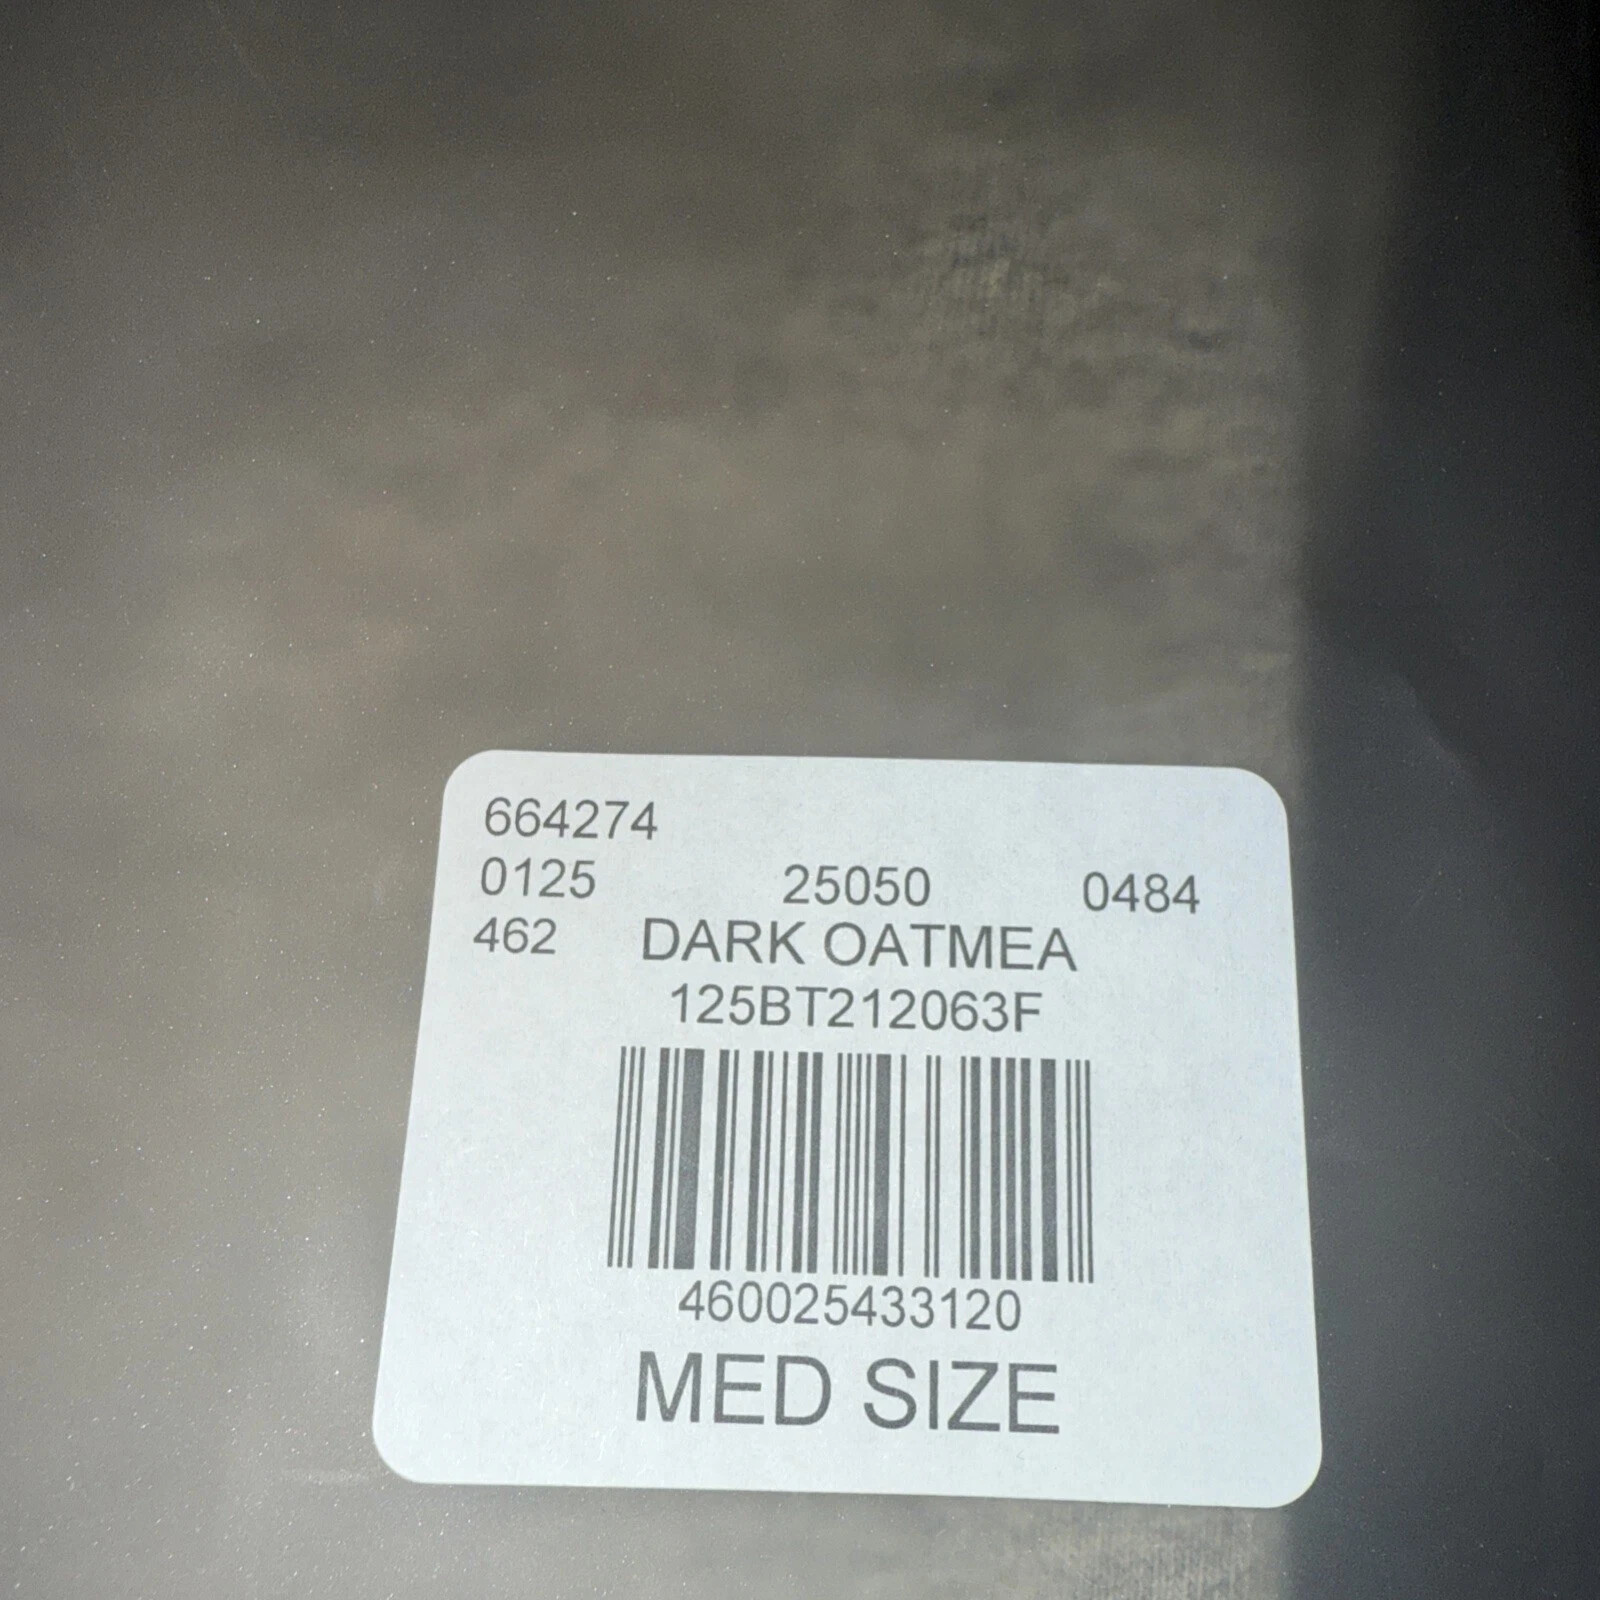 664274
0125 25050 0484
462 DARK OATMEA
125BT212063F
460025433120
MED SIZE